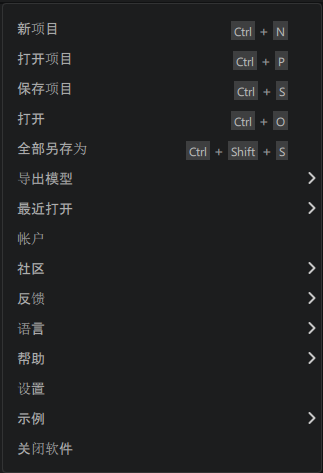 新项目 Ctrl + N
打开项目 Ctrl + P
保存项目 Ctrl + S
打开 Ctrl + O
全部另存为 Ctrl + Shift + S
导出模型
最近打开
帐户
社区
反馈
语言
帮助
设置
示例
关闭软件